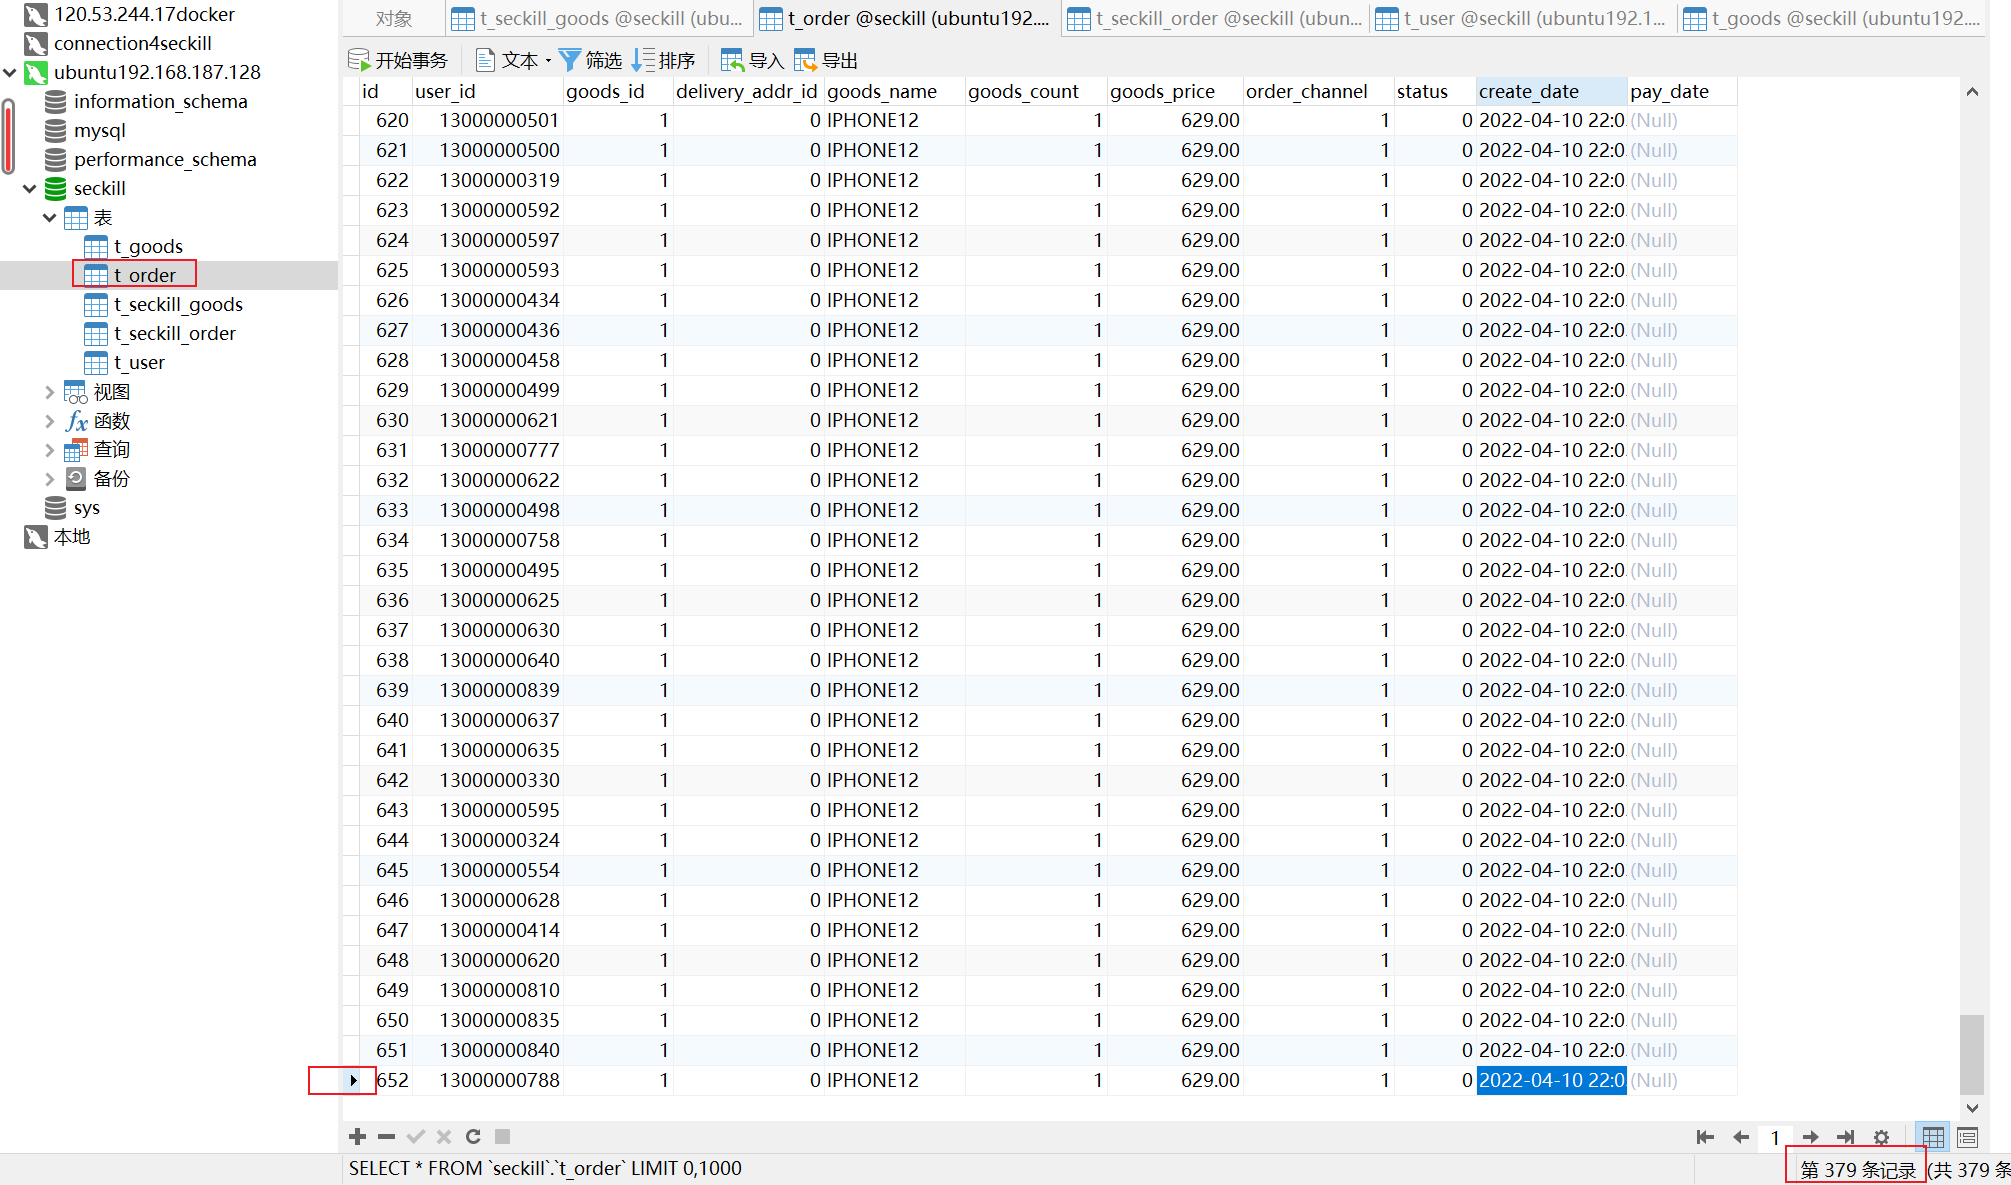 120.53.244.17docker
connection4seckill
ubuntu192.168.187.128
information_schema
mysql
performance_schema
seckill
表
t_goods
t_order
t_seckill_goods
t_seckill_order
t_user
视图
函数
查询
备份
sys
本地
对象 t_seckill_goods @seckill (ubu... t_order @seckill (ubuntu192.... t_seckill_order @seckill (ubun... t_user @seckill (ubuntu192.1... t_goods @seckill (ubuntu192....
开始事务 文本 筛选 排序 导入 导出
id user_id goods_id delivery_addr_id goods_name goods_count goods_price order_channel status create_date pay_date
620 13000000501 1 0 IPHONE12 1 629.00 1 0 2022-04-10 22:0 (Null)
621 13000000500 1 0 IPHONE12 1 629.00 1 0 2022-04-10 22:0 (Null)
622 13000000319 1 0 IPHONE12 1 629.00 1 0 2022-04-10 22:0 (Null)
623 13000000592 1 0 IPHONE12 1 629.00 1 0 2022-04-10 22:0 (Null)
624 13000000597 1 0 IPHONE12 1 629.00 1 0 2022-04-10 22:0 (Null)
625 13000000593 1 0 IPHONE12 1 629.00 1 0 2022-04-10 22:0 (Null)
626 13000000434 1 0 IPHONE12 1 629.00 1 0 2022-04-10 22:0 (Null)
627 13000000436 1 0 IPHONE12 1 629.00 1 0 2022-04-10 22:0 (Null)
628 13000000458 1 0 IPHONE12 1 629.00 1 0 2022-04-10 22:0 (Null)
629 13000000499 1 0 IPHONE12 1 629.00 1 0 2022-04-10 22:0 (Null)
630 13000000621 1 0 IPHONE12 1 629.00 1 0 2022-04-10 22:0 (Null)
631 13000000777 1 0 IPHONE12 1 629.00 1 0 2022-04-10 22:0 (Null)
632 13000000622 1 0 IPHONE12 1 629.00 1 0 2022-04-10 22:0 (Null)
633 13000000498 1 0 IPHONE12 1 629.00 1 0 2022-04-10 22:0 (Null)
634 13000000758 1 0 IPHONE12 1 629.00 1 0 2022-04-10 22:0 (Null)
635 13000000495 1 0 IPHONE12 1 629.00 1 0 2022-04-10 22:0 (Null)
636 13000000625 1 0 IPHONE12 1 629.00 1 0 2022-04-10 22:0 (Null)
637 13000000630 1 0 IPHONE12 1 629.00 1 0 2022-04-10 22:0 (Null)
638 13000000640 1 0 IPHONE12 1 629.00 1 0 2022-04-10 22:0 (Null)
639 13000000839 1 0 IPHONE12 1 629.00 1 0 2022-04-10 22:0 (Null)
640 13000000637 1 0 IPHONE12 1 629.00 1 0 2022-04-10 22:0 (Null)
641 13000000635 1 0 IPHONE12 1 629.00 1 0 2022-04-10 22:0 (Null)
642 13000000330 1 0 IPHONE12 1 629.00 1 0 2022-04-10 22:0 (Null)
643 13000000595 1 0 IPHONE12 1 629.00 1 0 2022-04-10 22:0 (Null)
644 13000000324 1 0 IPHONE12 1 629.00 1 0 2022-04-10 22:0 (Null)
645 13000000554 1 0 IPHONE12 1 629.00 1 0 2022-04-10 22:0 (Null)
646 13000000628 1 0 IPHONE12 1 629.00 1 0 2022-04-10 22:0 (Null)
647 13000000414 1 0 IPHONE12 1 629.00 1 0 2022-04-10 22:0 (Null)
648 13000000620 1 0 IPHONE12 1 629.00 1 0 2022-04-10 22:0 (Null)
649 13000000810 1 0 IPHONE12 1 629.00 1 0 2022-04-10 22:0 (Null)
650 13000000835 1 0 IPHONE12 1 629.00 1 0 2022-04-10 22:0 (Null)
651 13000000840 1 0 IPHONE12 1 629.00 1 0 2022-04-10 22:0 (Null)
652 13000000788 1 0 IPHONE12 1 629.00 1 0 2022-04-10 22:0 (Null)
1
SELECT * FROM `seckill`.`t_order` LIMIT 0,1000 第 379 条记录 (共 379 条